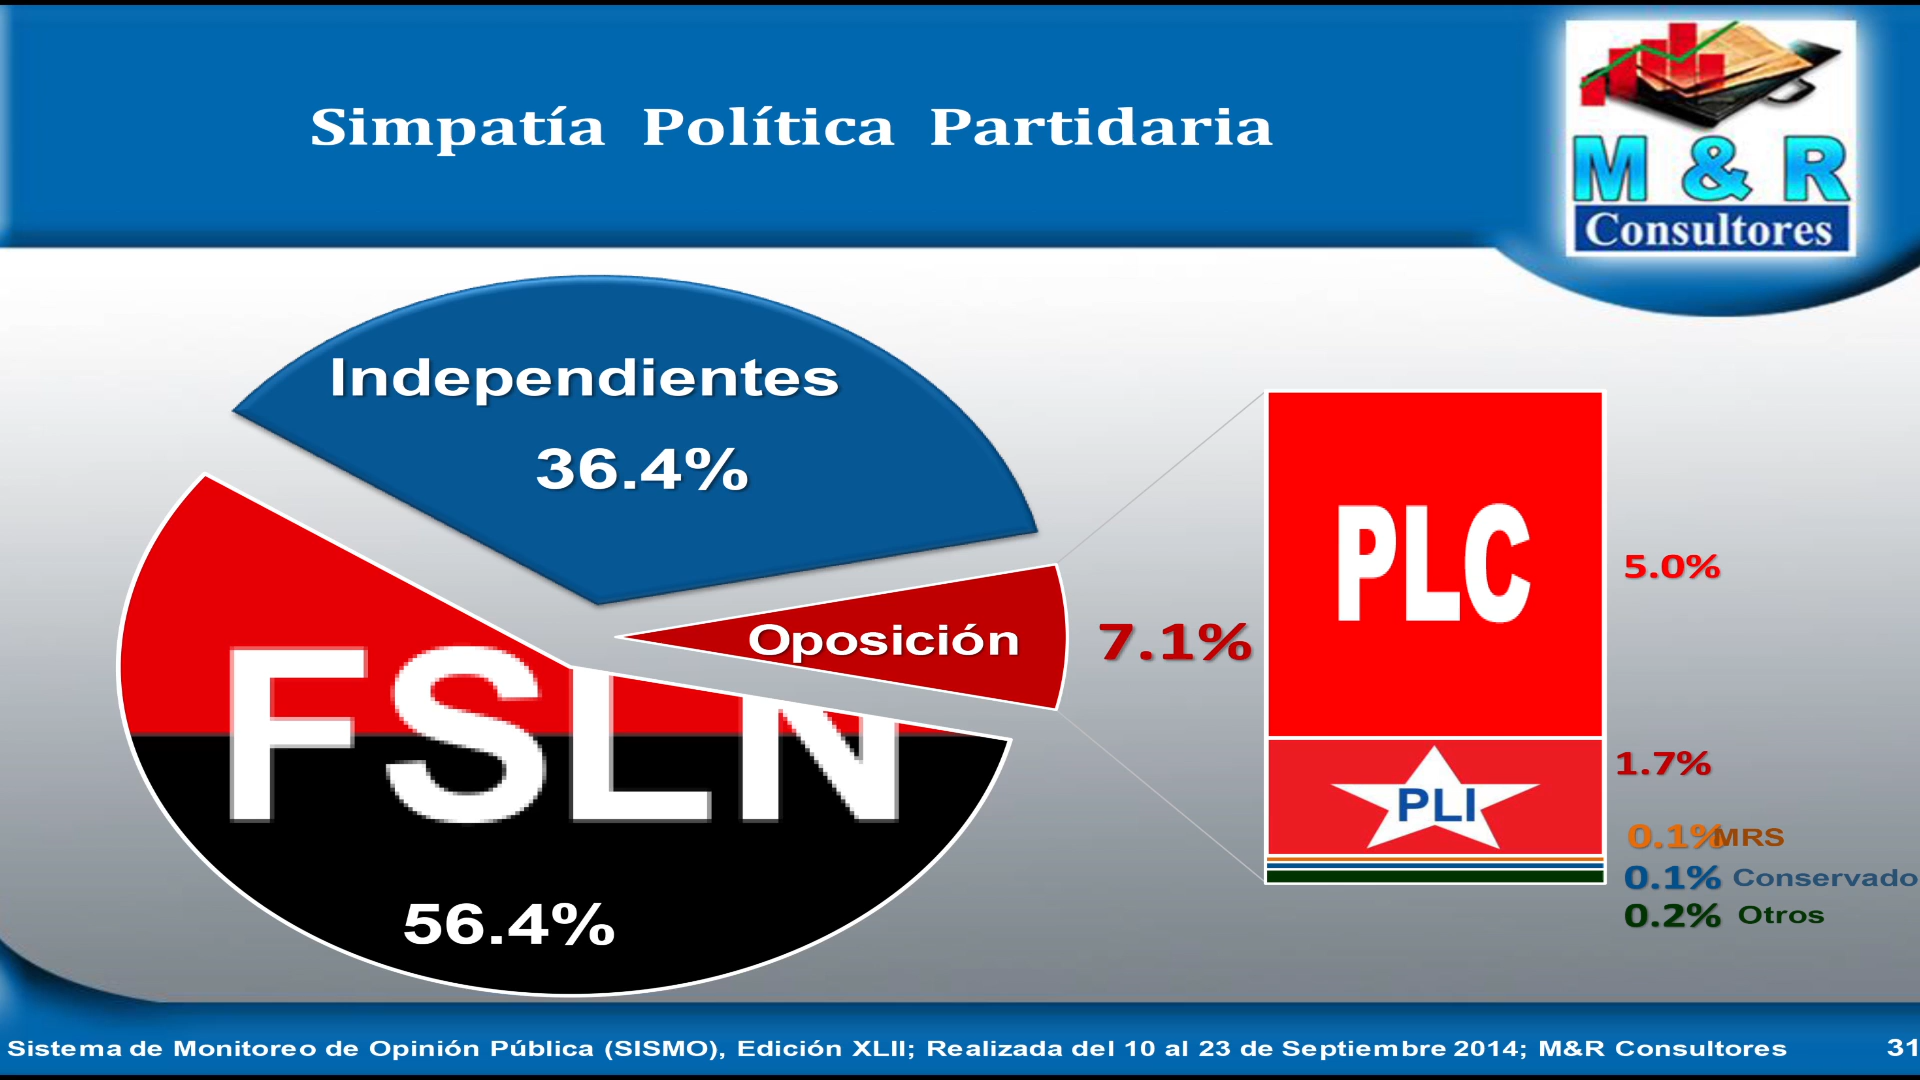 Simpatía Política Partidaria
M & R
Consultores
Independientes
36.4%
Oposición
7.1%
FSLN
56.4%
PLC
5.0%
PLI
1.7%
0.1% MRS
0.1% Conservado
0.2% Otros
Sistema de Monitoreo de Opinión Pública (SISMO), Edición XLII; Realizada del 10 al 23 de Septiembre 2014; M&R Consultores
31